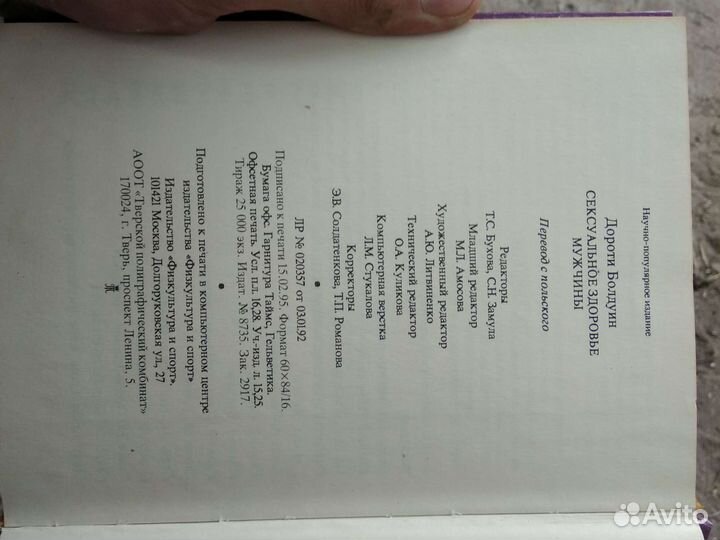 Научно-популярное издание
Дороти Болдуин
СЕКСУАЛЬНОЕ ЗДОРОВЬЕ
МУЖЧИНЫ
Перевод с польского
Редакторы
Т.С. Бухова, С.Н. Замула
Младший редактор
М.Л. Амосова
Художественный редактор
А.Ю. Литвиненко
Технический редактор
О.А. Куликова
Компьютерная верстка
Л.М. Стукалова
Корректоры
Э.В. Солдатенкова, Т.П. Романова
ЛР № 020357 от 03.01.92
Подписано к печати 15.02.95. Формат 60×84/16.
Бумага офс. Гарнитура Таймс, Гельветика.
Офсетная печать. Усл. п.л. 16,28. Уч.-изд. л. 15,25.
Тираж 25 000 экз. Издат. № 8735. Зак. 2917.
Подготовлено к печати в компьютерном центре
издательства «Физкультура и спорт»
Издательство «Физкультура и спорт».
101421 Москва, Долгоруковская ул., 27
АООТ «Тверской полиграфический комбинат»
170024, г. Тверь, проспект Ленина, 5.
Avito